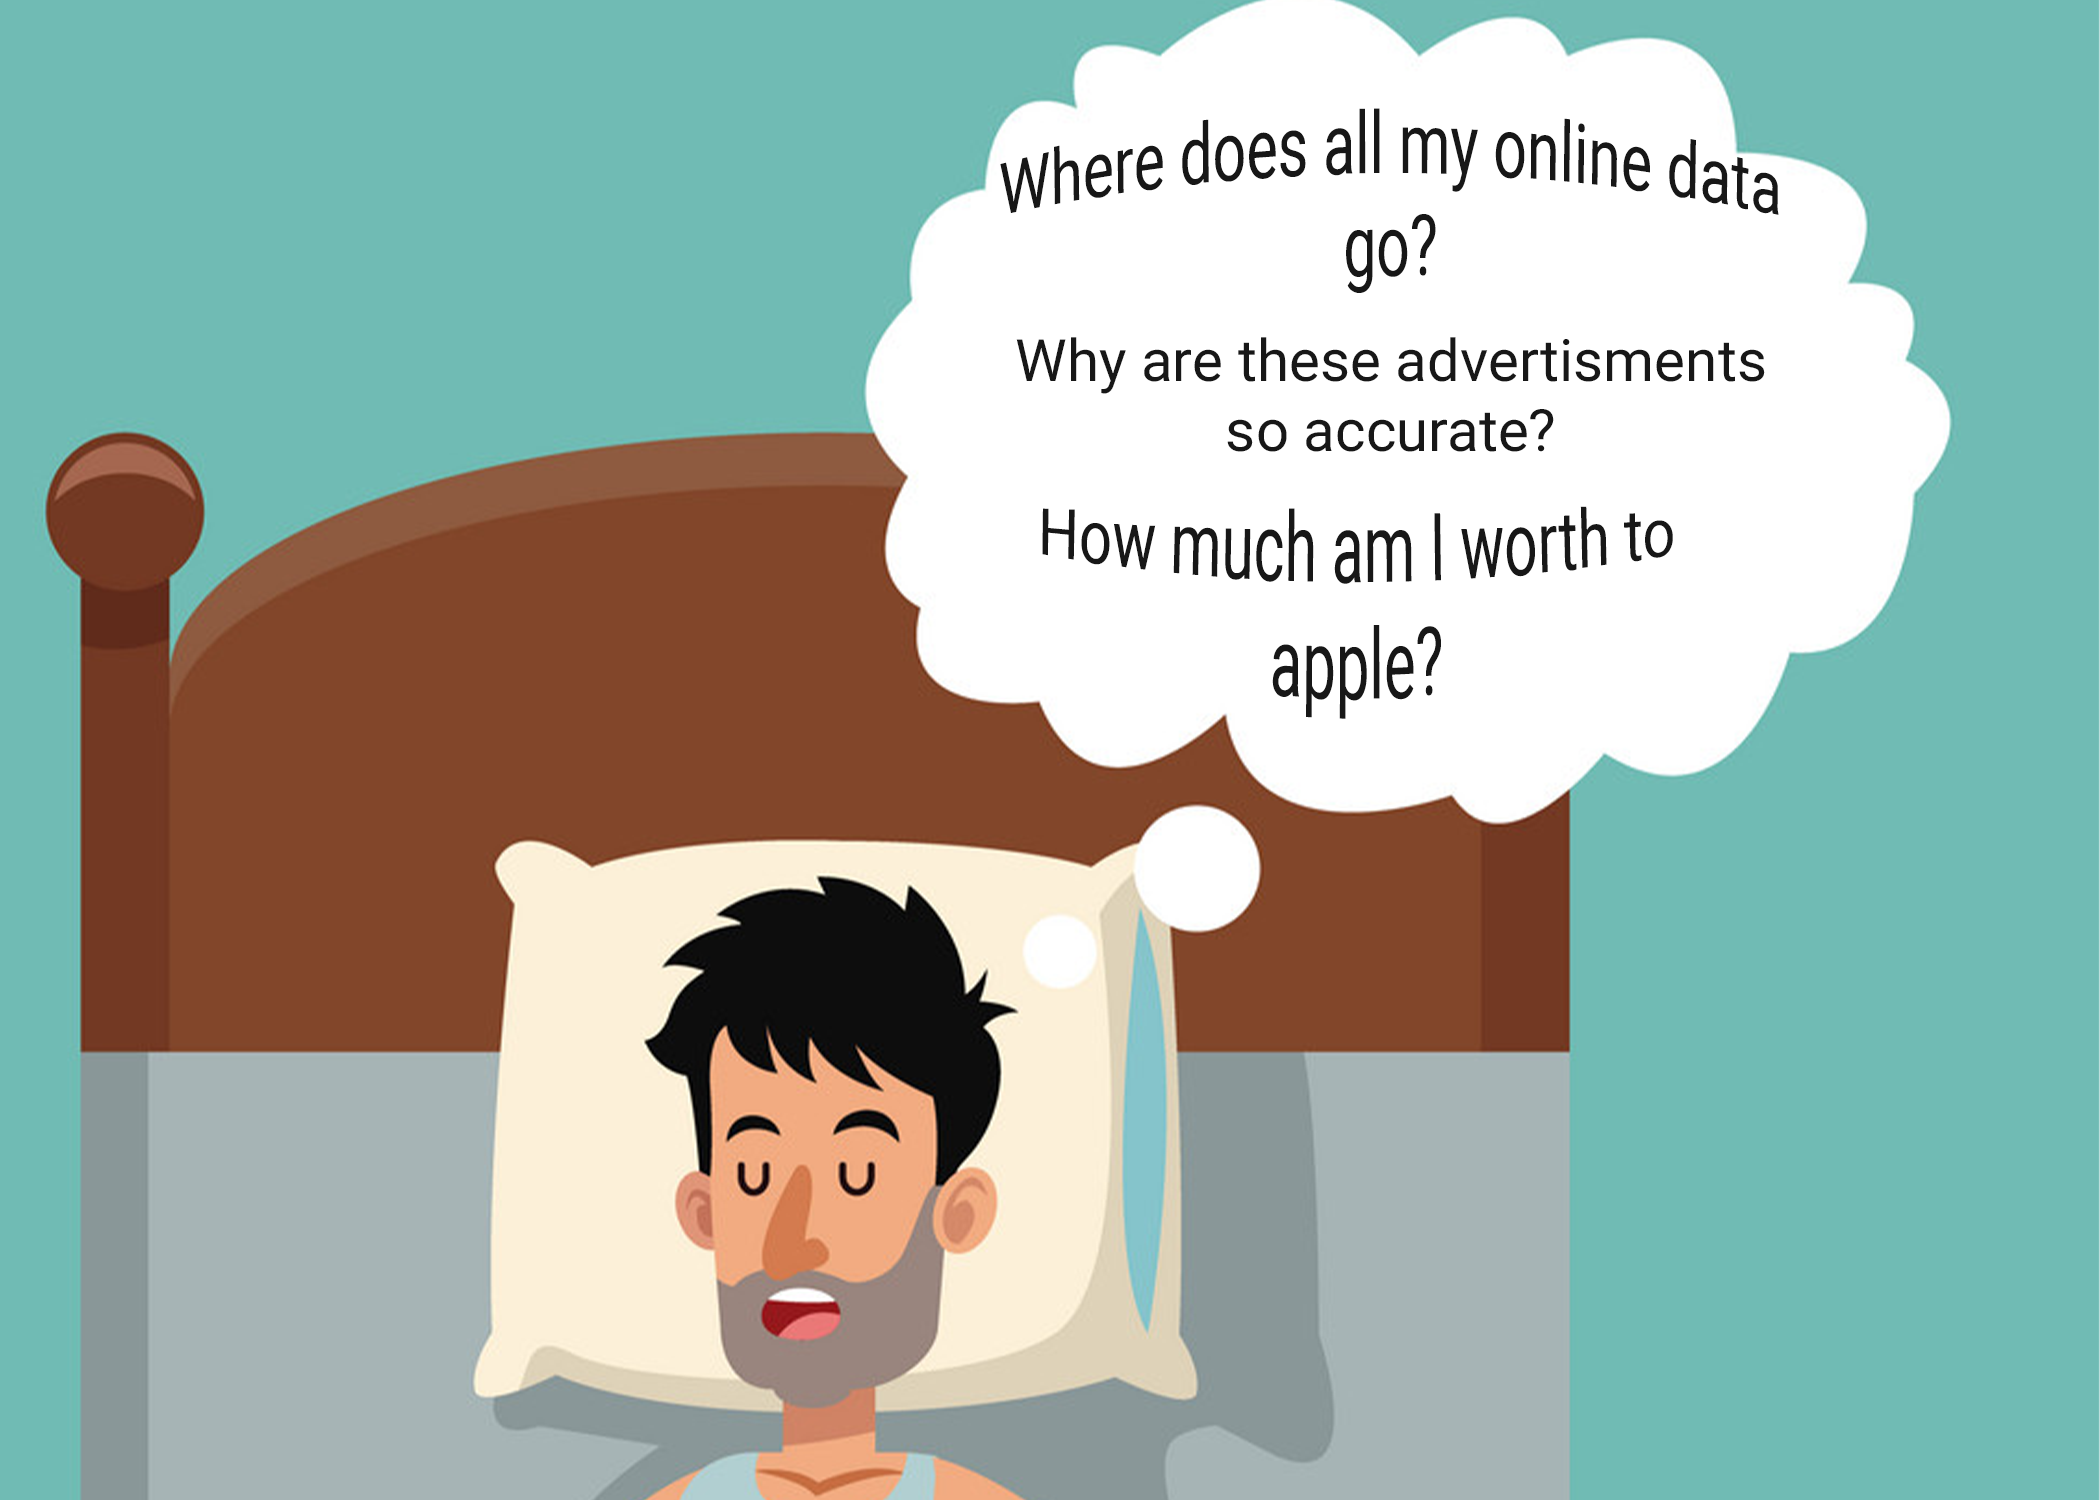 Where does all my online data
go?
Why are these advertisments
so accurate?
How much am I worth to
apple?